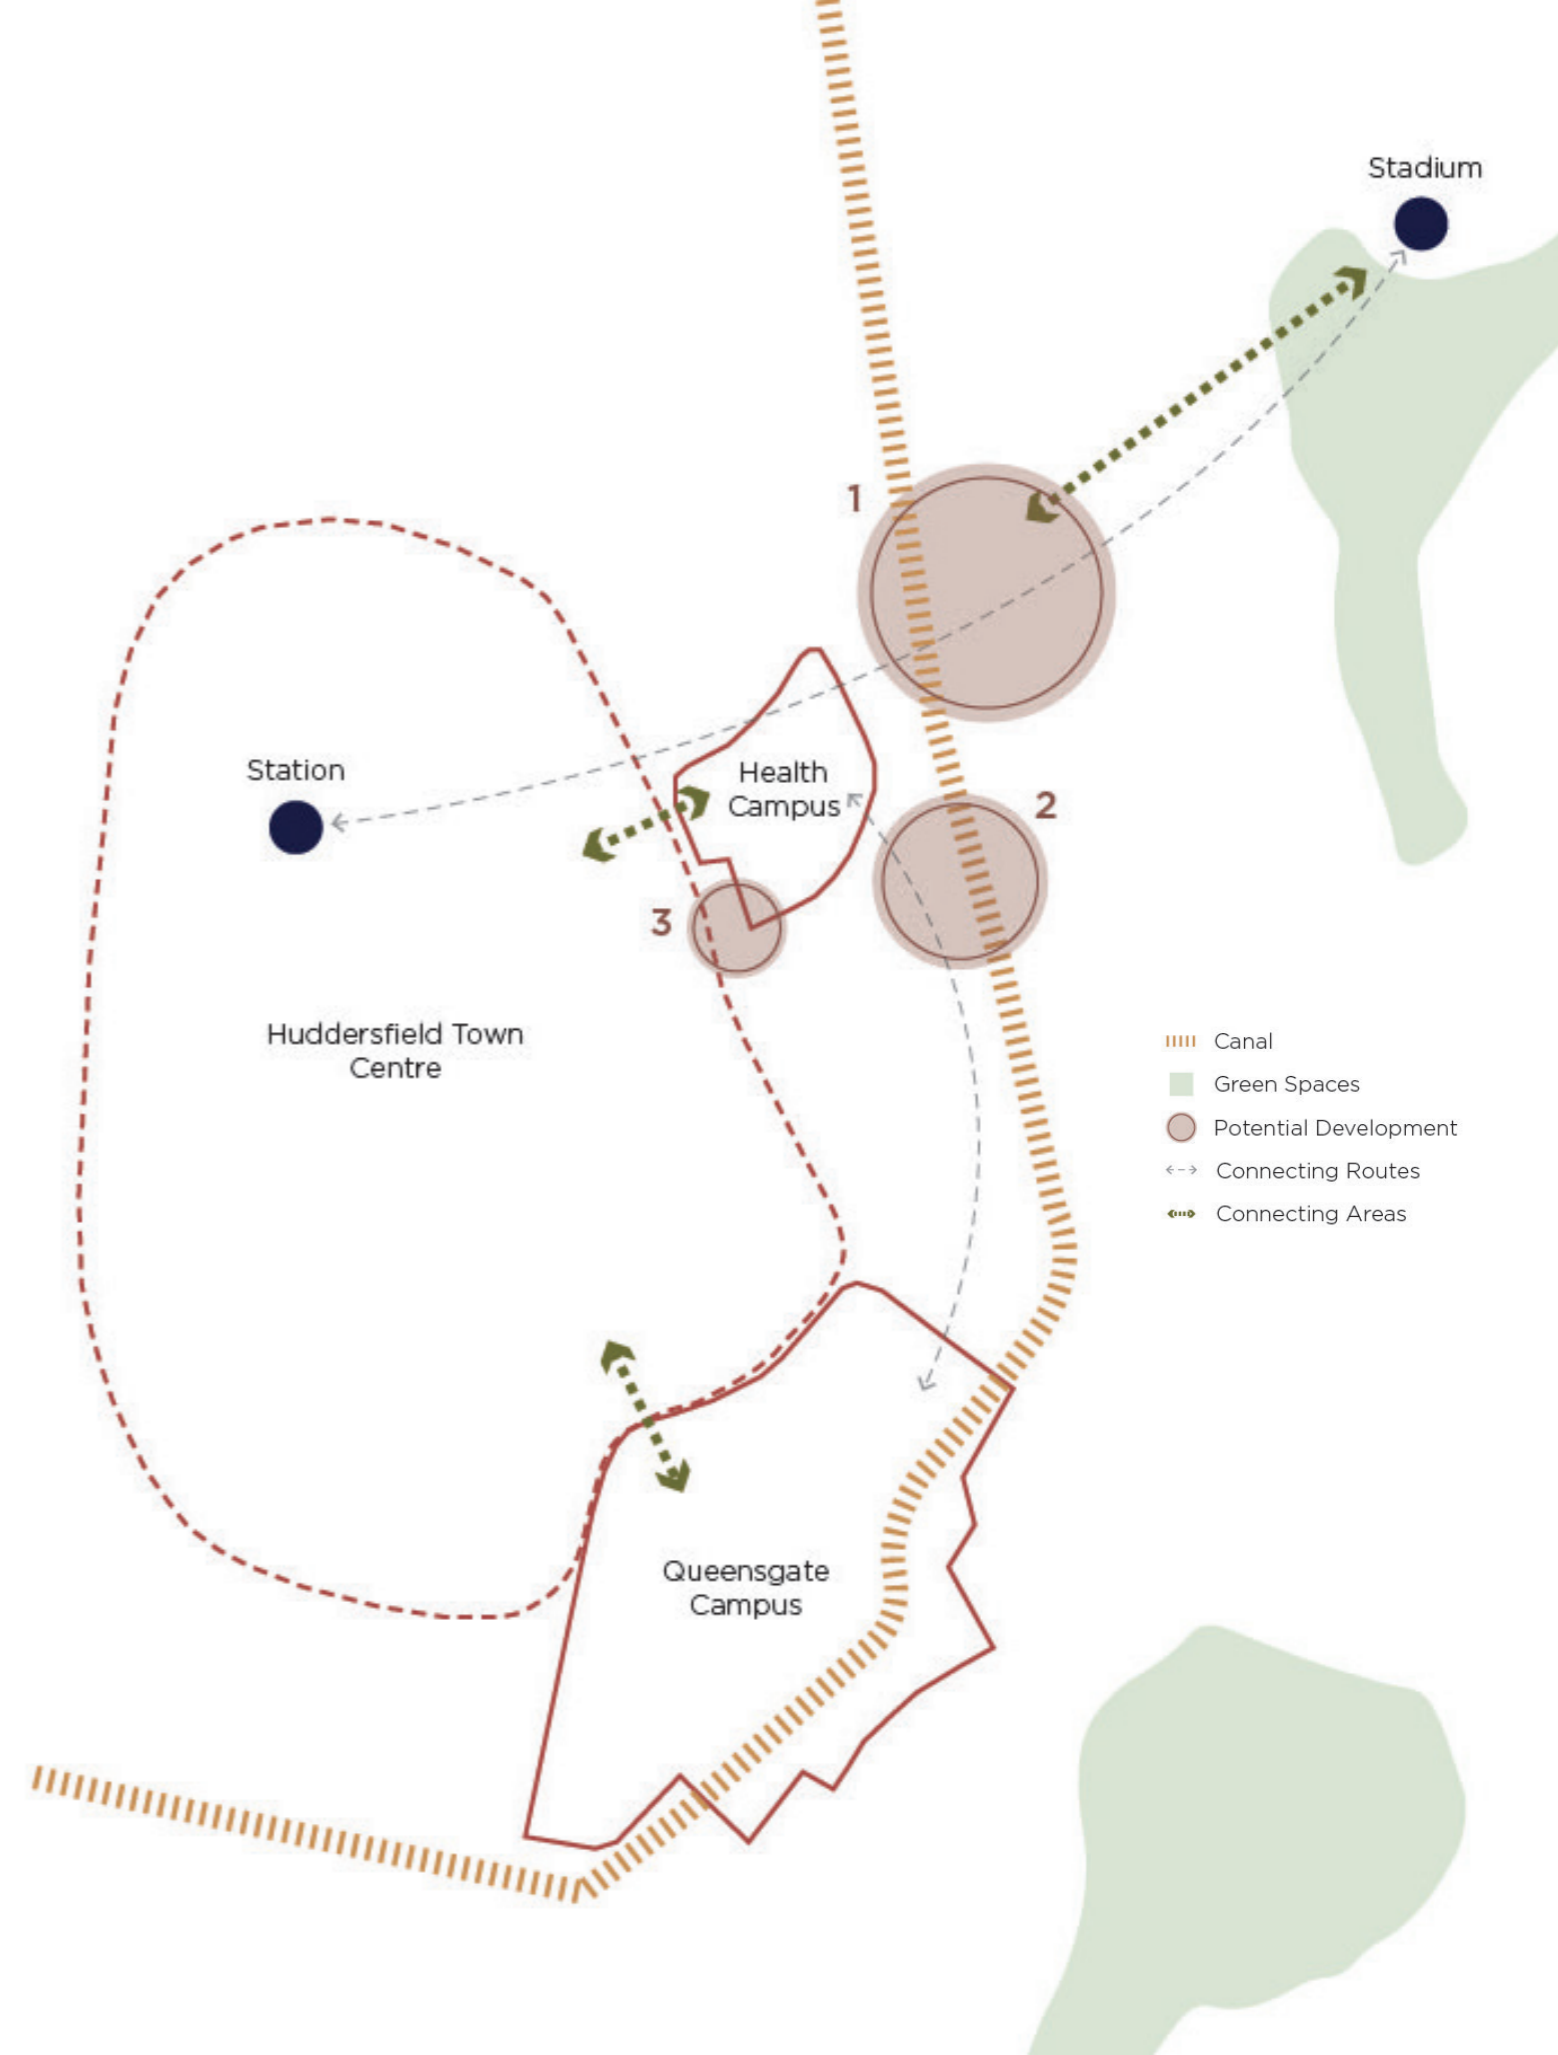 Stadium
1
Station
Health
Campus
2
3
Huddersfield Town
Centre
Canal
Green Spaces
Potential Development
Connecting Routes
Connecting Areas
Queensgate
Campus